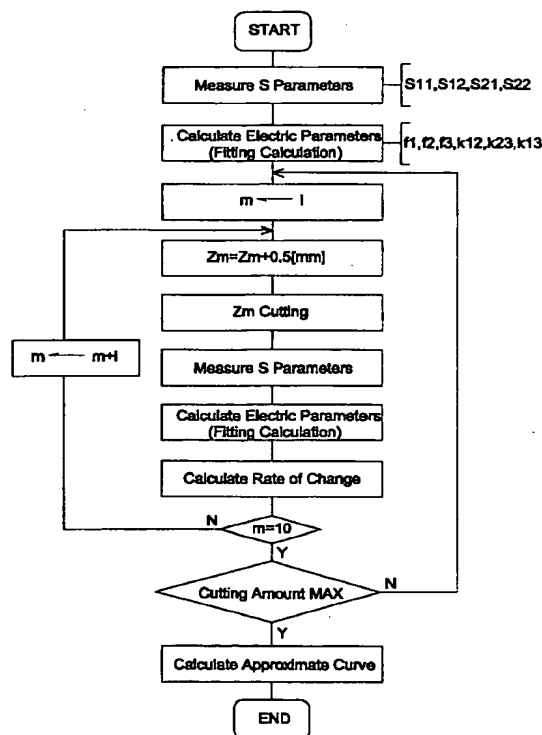 START
Measure S Parameters
S11,S12,S21,S22
Calculate Electric Parameters
(Fitting Calculation)
f1,f2,f3,k12,k23,k13
m ← I
Zm=Zm+0.5[mm]
Zm Cutting
m ← m+I
Measure S Parameters
Calculate Electric Parameters
(Fitting Calculation)
Calculate Rate of Change
N
m=10
Y
Cutting Amount MAX
N
Y
Calculate Approximate Curve
END